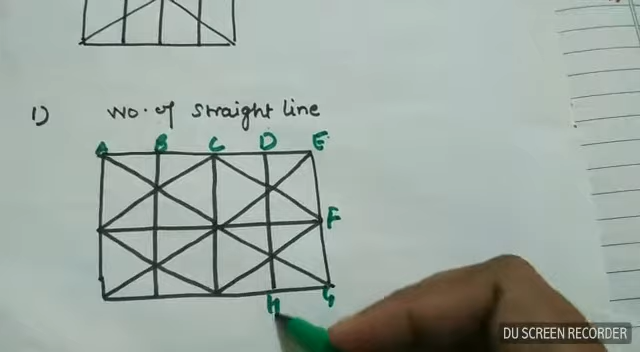 1) No. of straight line
A B C D E
F
H G
DU SCREEN RECORDER